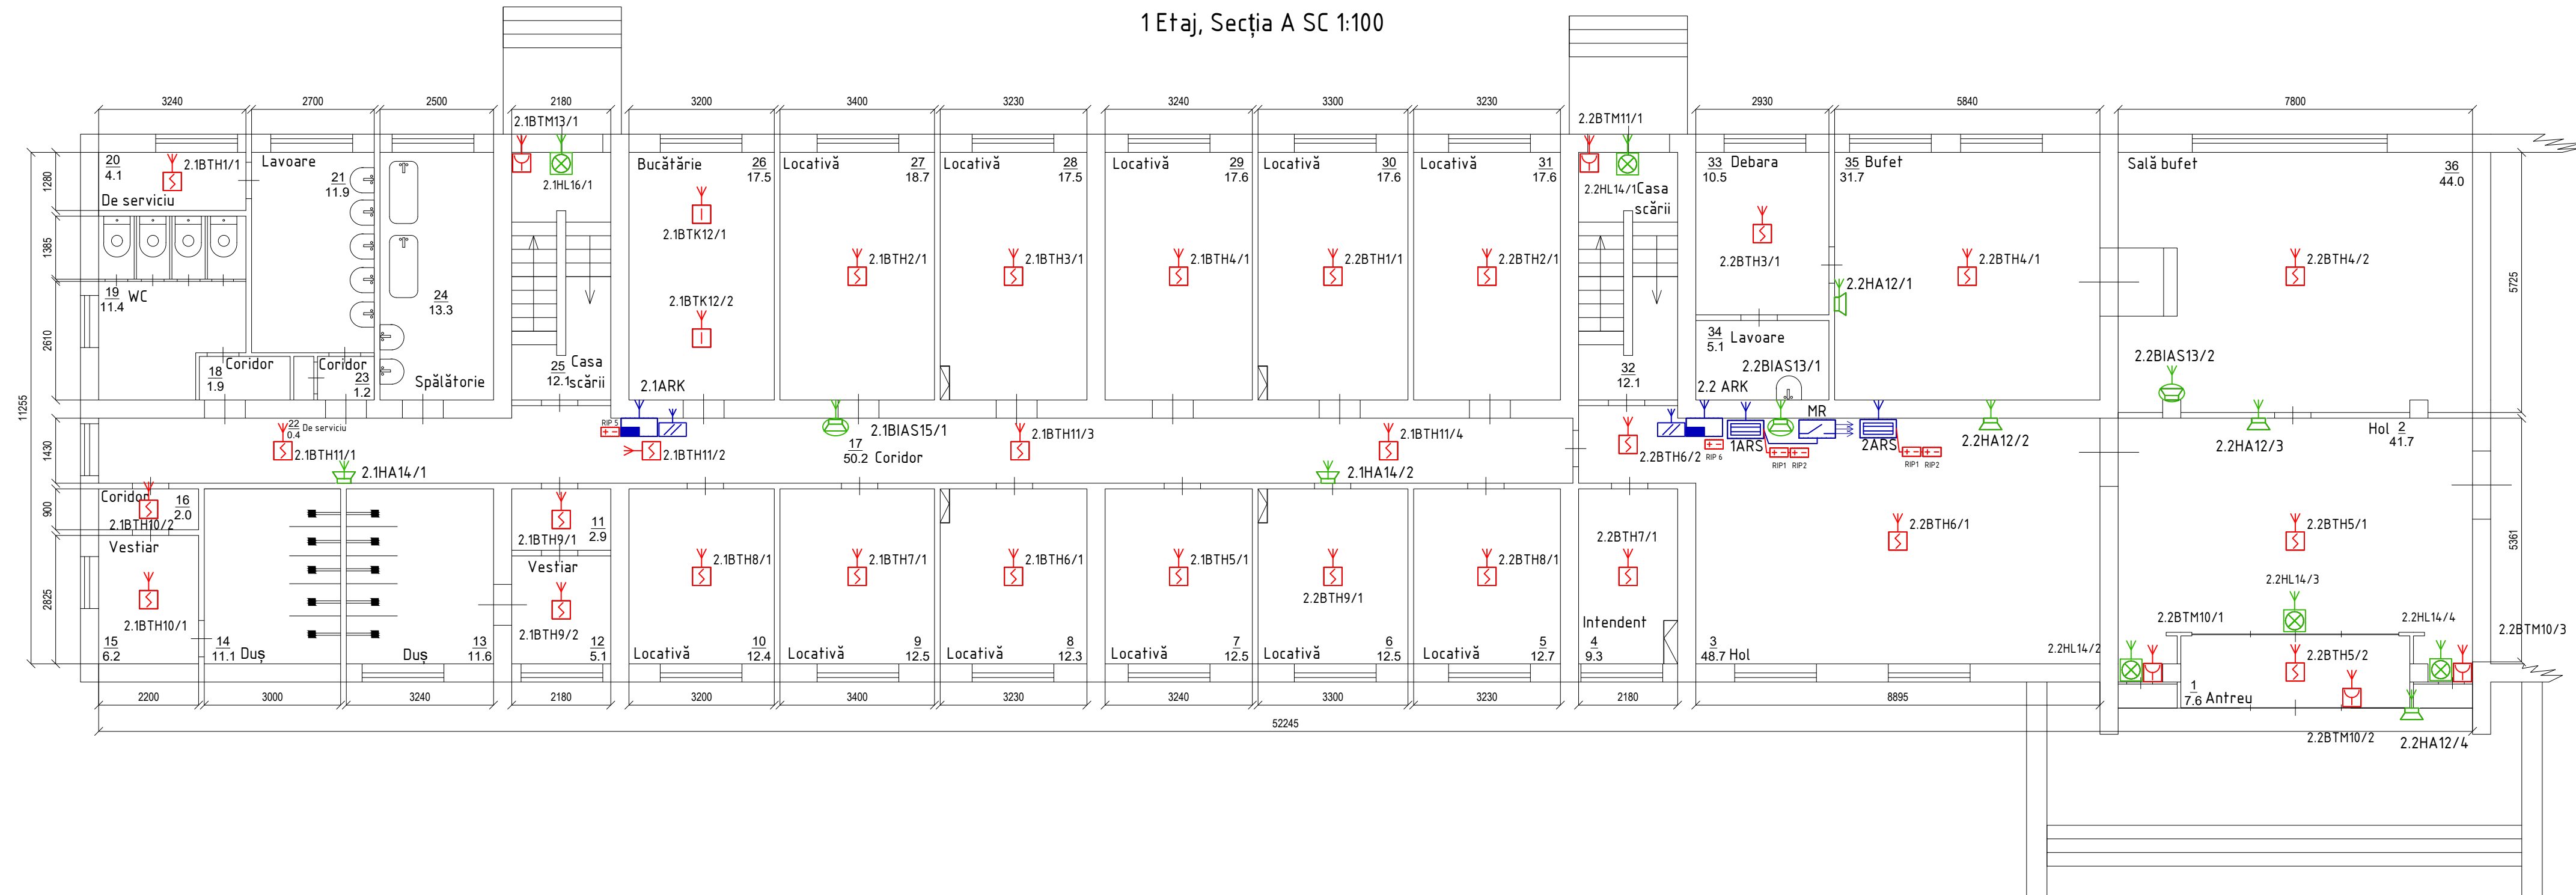 1 Etaj, Secția A SC 1:100
3240
2700
2500
2180
3200
3400
3230
3240
3300
3230
2930
5840
7800
2.1BTM13/1
2.2BTM11/1
20
4.1
2.1BTH1/1
De serviciu
Lavoare
21
11.9
2.1HL16/1
Bucătărie
26
17.5
Locativă
27
18.7
Locativă
28
17.5
Locativă
29
17.6
Locativă
30
17.6
Locativă
31
17.6
2.2HL14/1
Casa
scării
33
10.5
Debara
35
31.7
Bufet
Sală bufet
36
44.0
1280
1385
2610
11255
1430
900
2825
5725
5361
2.1BTK12/1
2.1BTK12/2
2.1BTH2/1
2.1BTH3/1
2.1BTH4/1
2.2BTH1/1
2.2BTH2/1
2.2BTH3/1
2.2BTH4/1
2.2BTH4/2
2.2HA12/1
19
11.4
WC
24
13.3
34
5.1
Lavoare
18
1.9
Coridor
Coridor
23
1.2
Spălătorie
25
12.1
Casa
scării
2.1ARK
32
12.1
2.2 ARK
2.2BIAS13/1
2.2BIAS13/2
22
0.4
De serviciu
2.1BTH11/1
2.1HA14/1
RIP 5
2.1BTH11/2
2.1BIAS15/1
17
50.2
Coridor
2.1BTH11/3
2.1HA14/2
2.1BTH11/4
2.2BTH6/2
RIP 6
1ARS
RIP1
RIP2
MR
2ARS
RIP1
RIP2
2.2HA12/2
2.2HA12/3
Hol
2
41.7
Coridor
16
2.0
2.1BTH10/2
Vestiar
2.1BTH10/1
15
6.2
14
11.1
Duș
Duș
13
11.6
11
2.9
2.1BTH9/1
Vestiar
2.1BTH9/2
12
5.1
2.1BTH8/1
Locativă
10
12.4
2.1BTH7/1
Locativă
9
12.5
2.1BTH6/1
Locativă
8
12.3
2.1BTH5/1
Locativă
7
12.5
2.2BTH9/1
Locativă
6
12.5
2.2BTH8/1
Locativă
5
12.7
2.2BTH7/1
Intendent
4
9.3
2.2BTH6/1
3
48.7
Hol
2.2HL14/2
2.2BTH5/1
2.2HL14/3
2.2BTM10/1
2.2HL14/4
2.2BTM10/3
2.2BTH5/2
1
7.6
Antreu
2.2BTM10/2
2.2HA12/4
2200
3000
3240
2180
3200
3400
3230
3240
3300
3230
2180
8895
52245